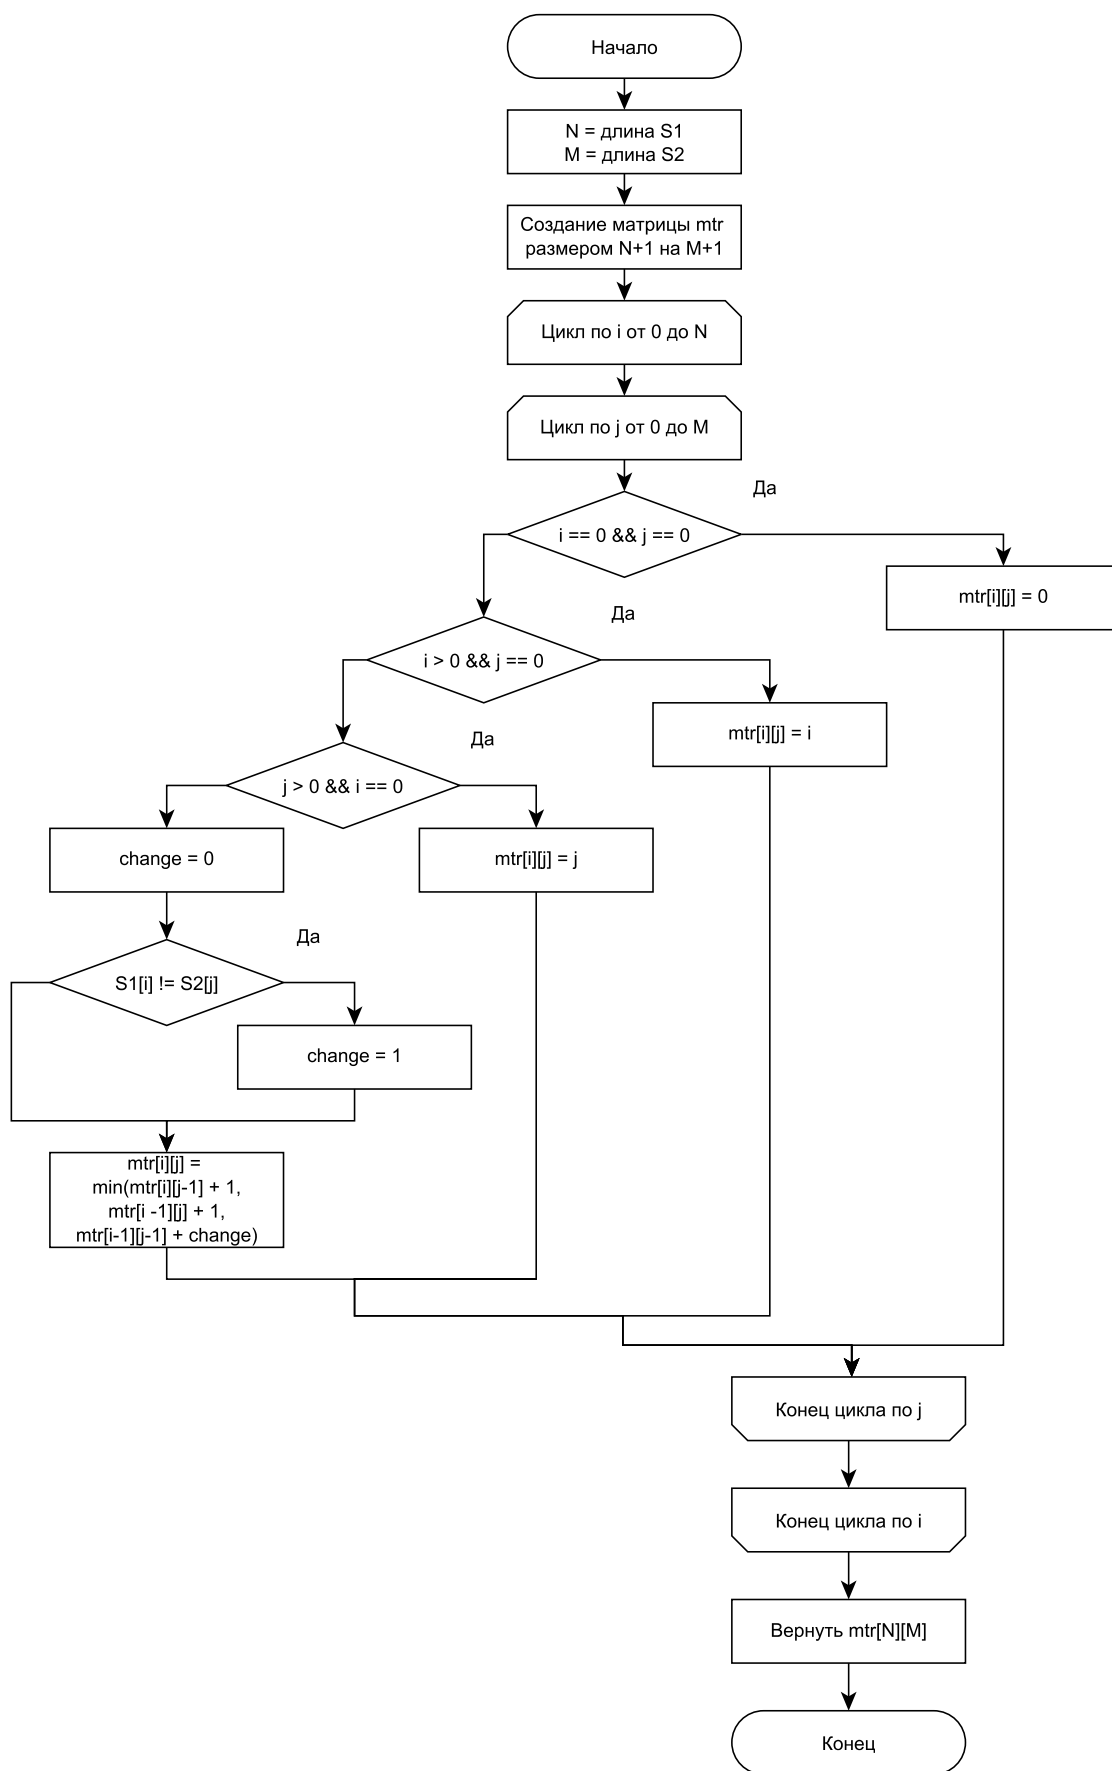 Начало
N = длина S1
M = длина S2
Создание матрицы mtr
размером N+1 на M+1
Цикл по i от 0 до N
Цикл по j от 0 до M
Да
i == 0 && j == 0
mtr[i][j] = 0
Да
i > 0 && j == 0
mtr[i][j] = i
Да
j > 0 && i == 0
change = 0
mtr[i][j] = j
Да
S1[i] != S2[j]
change = 1
mtr[i][j] =
min(mtr[i][j-1] + 1,
mtr[i -1][j] + 1,
mtr[i-1][j-1] + change)
Конец цикла по j
Конец цикла по i
Вернуть mtr[N][M]
Конец